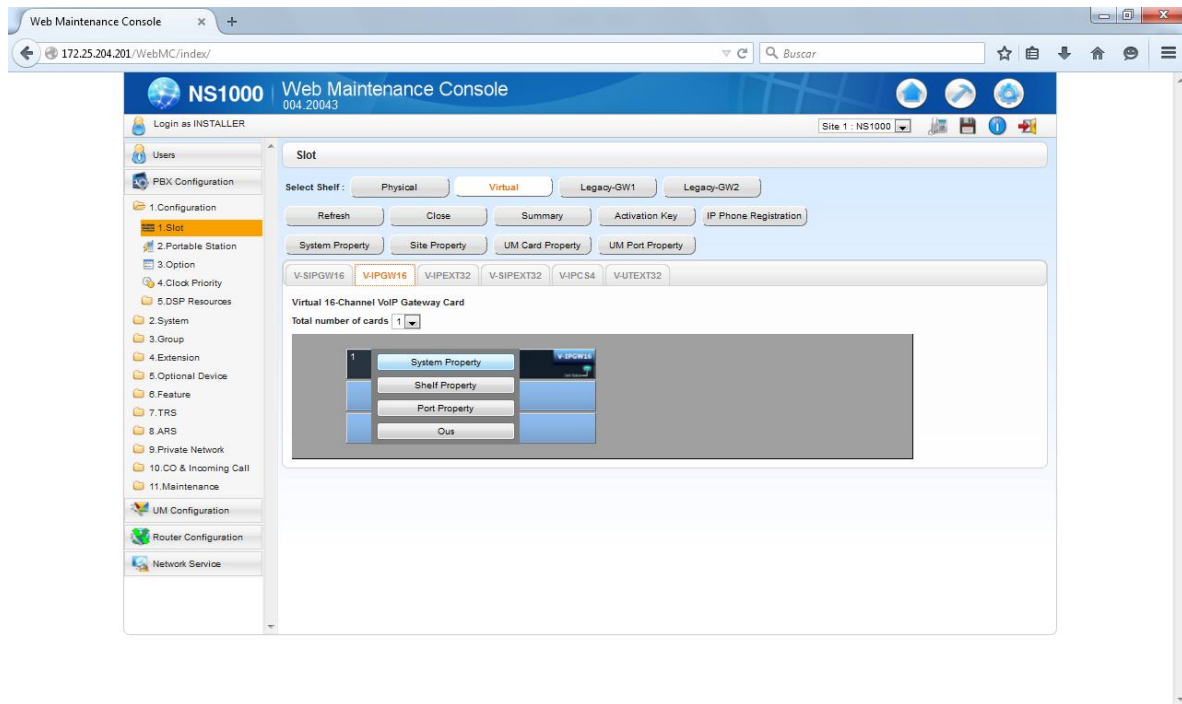 Web Maintenance Console
172.25.204.201/WebMC/index/
Buscar
NS1000
Web Maintenance Console
004.20043
Login as INSTALLER
Site 1 : NS1000
Users
PBX Configuration
1.Configuration
1.Slot
2.Portable Station
3.Option
4.Clock Priority
5.DSP Resources
2.System
3.Group
4.Extension
5.Optional Device
6.Feature
7.TRS
8.ARS
9.Private Network
10.CO & Incoming Call
11.Maintenance
UM Configuration
Router Configuration
Network Service
Slot
Select Shelf : Physical Virtual Legacy-GW1 Legacy-GW2
Refresh Close Summary Activation Key IP Phone Registration
System Property Site Property UM Card Property UM Port Property
V-SIPGW16 V-IPGW16 V-IPEXT32 V-SIPEXT32 V-IPCS4 V-UTEXT32
Virtual 16-Channel VoIP Gateway Card
Total number of cards 1
1
V-IPGW16
System Property
Shelf Property
Port Property
Ous